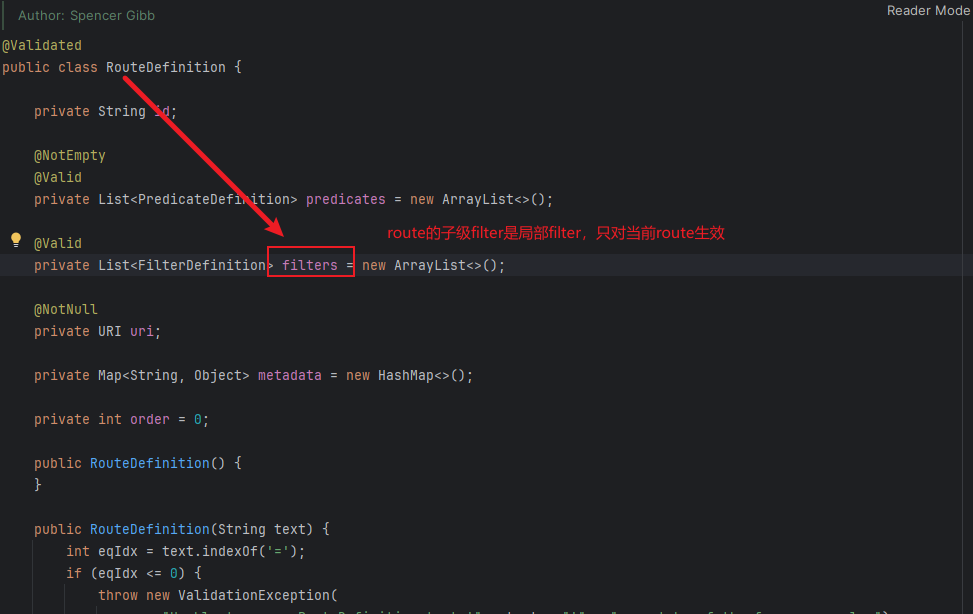 Author: Spencer Gibb
Reader Mode
@Validated
public class RouteDefinition {
private String id;
@NotEmpty
@Valid
private List<PredicateDefinition> predicates = new ArrayList<>();
route的子级filter是局部filter，只对当前route生效
@Valid
private List<FilterDefinition> filters = new ArrayList<>();
@NotNull
private URI uri;
private Map<String, Object> metadata = new HashMap<>();
private int order = 0;
public RouteDefinition() {
}
public RouteDefinition(String text) {
int eqIdx = text.indexOf('=');
if (eqIdx <= 0) {
throw new ValidationException(